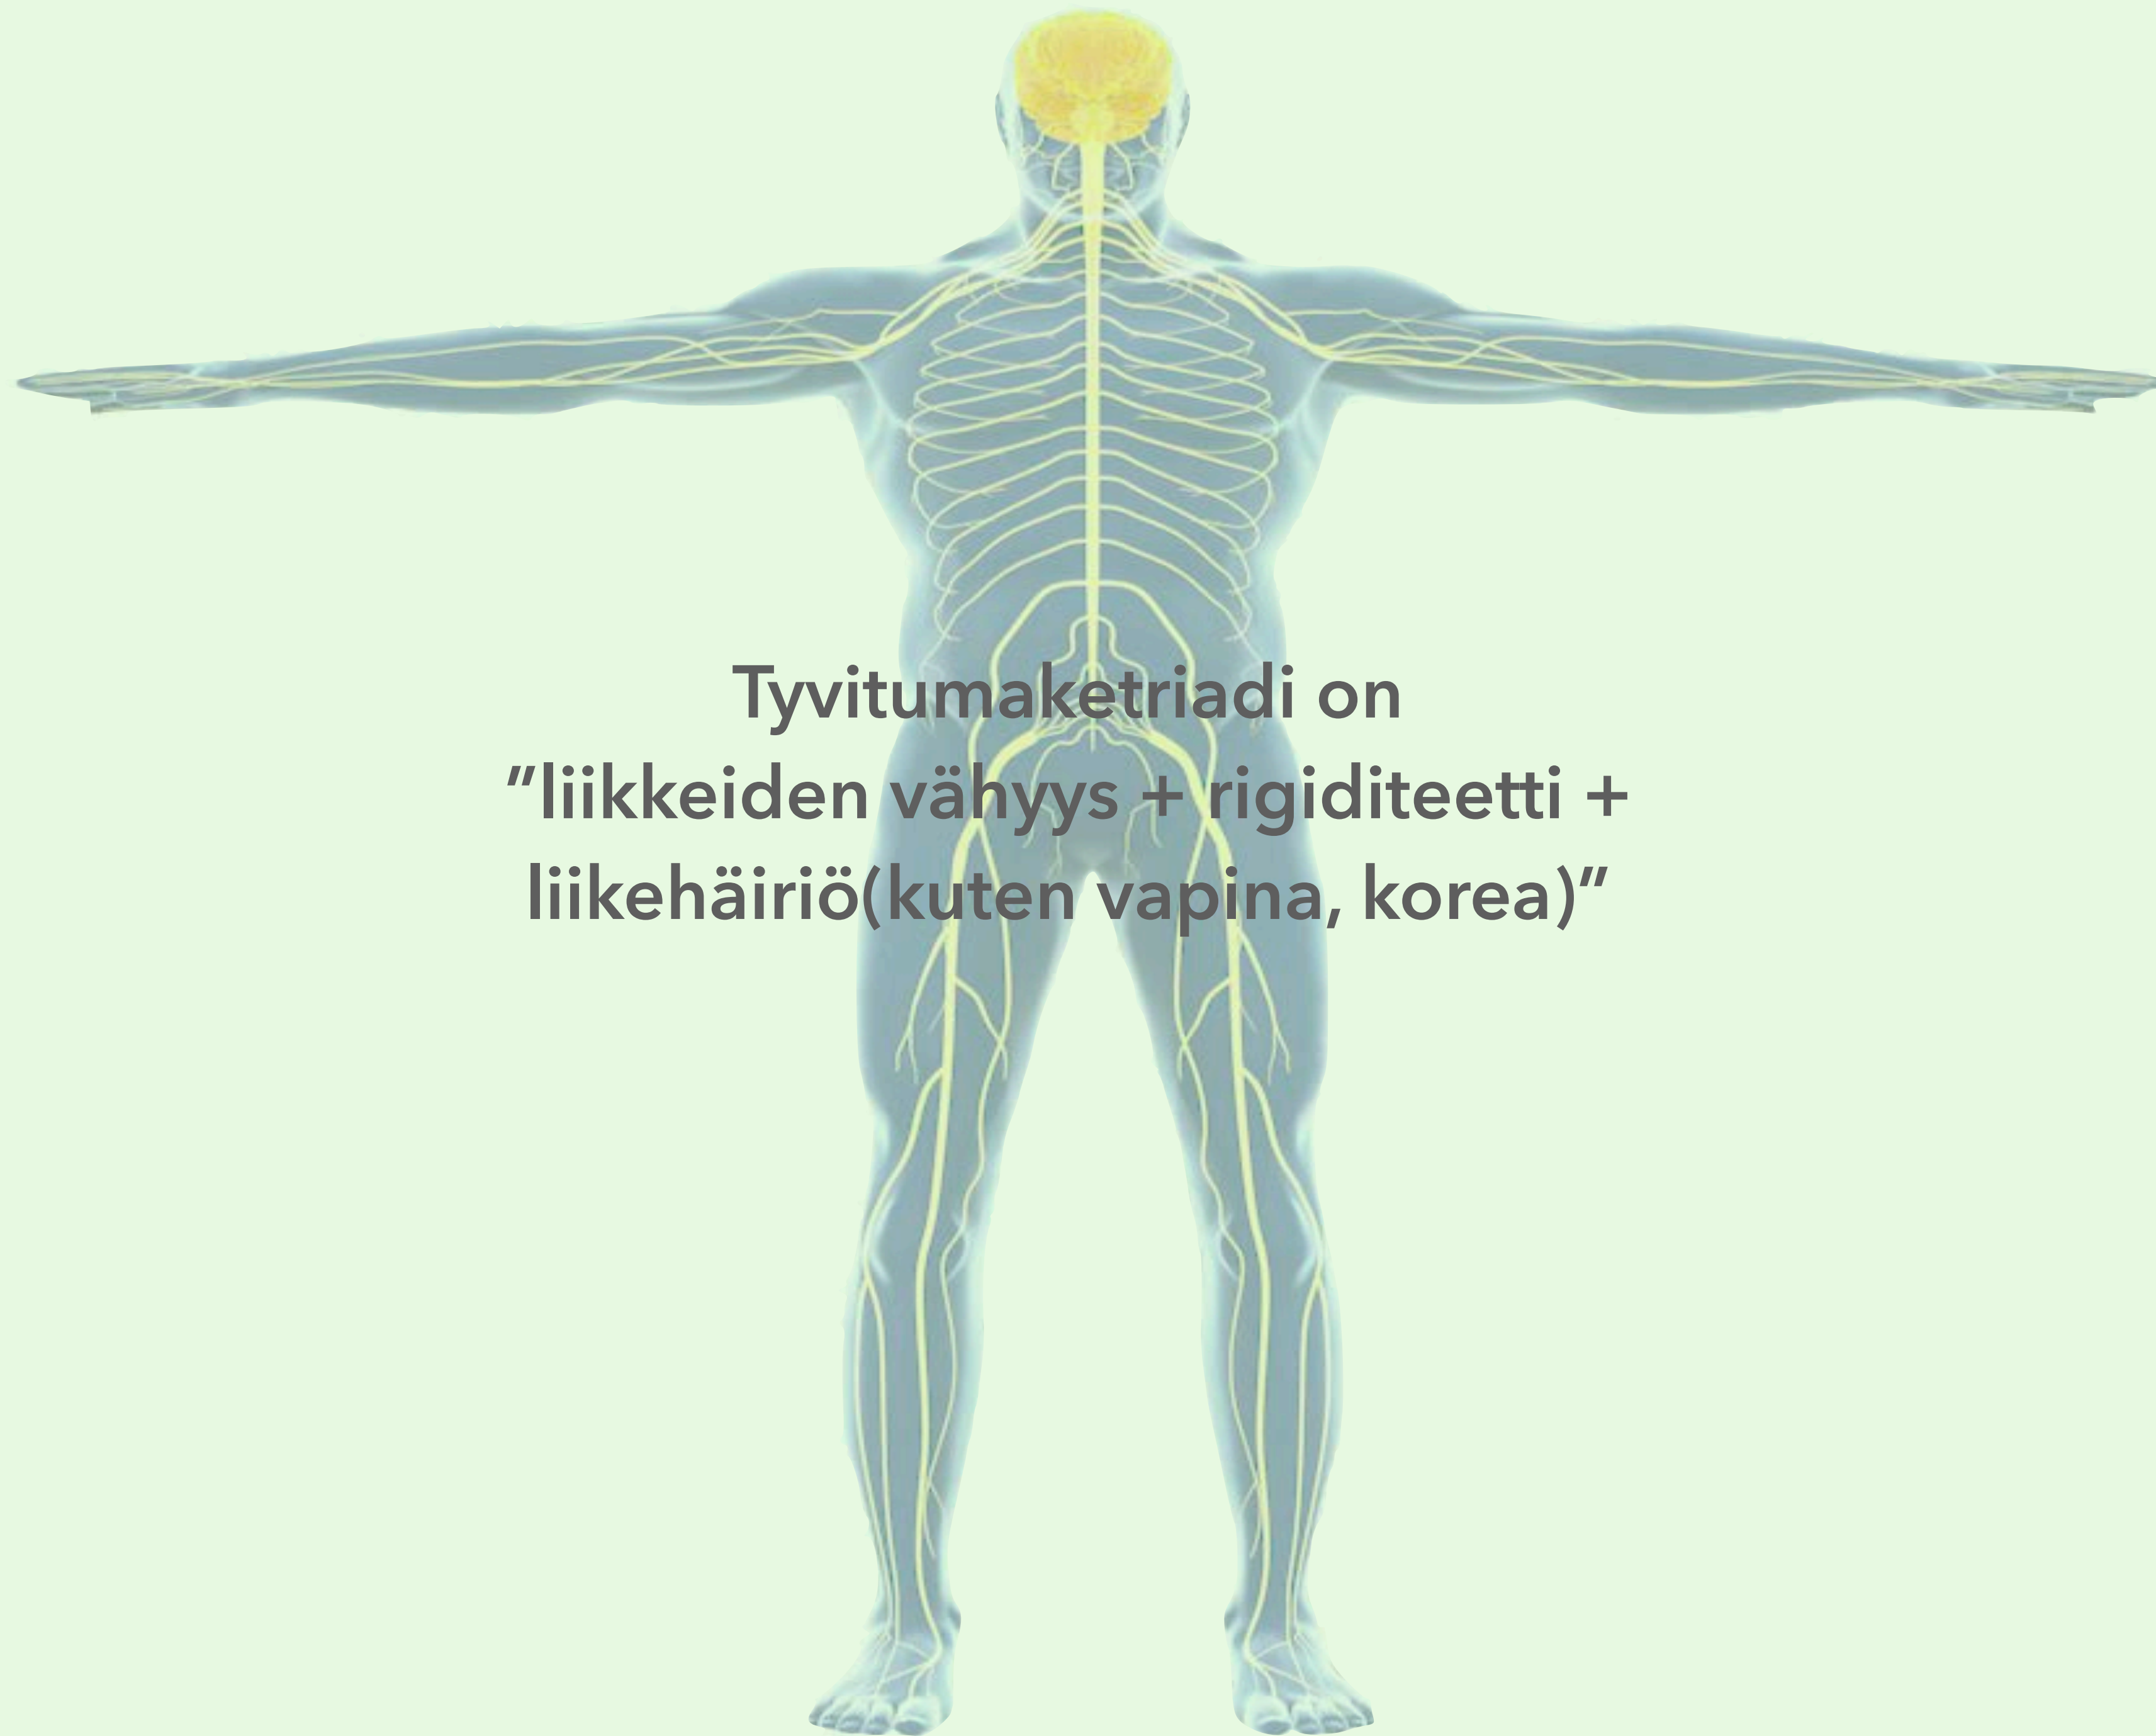 Tyvitumaketriadi on
”liikkeiden vähyys + rigiditeetti +
liikehäiriö(kuten vapina, korea)”